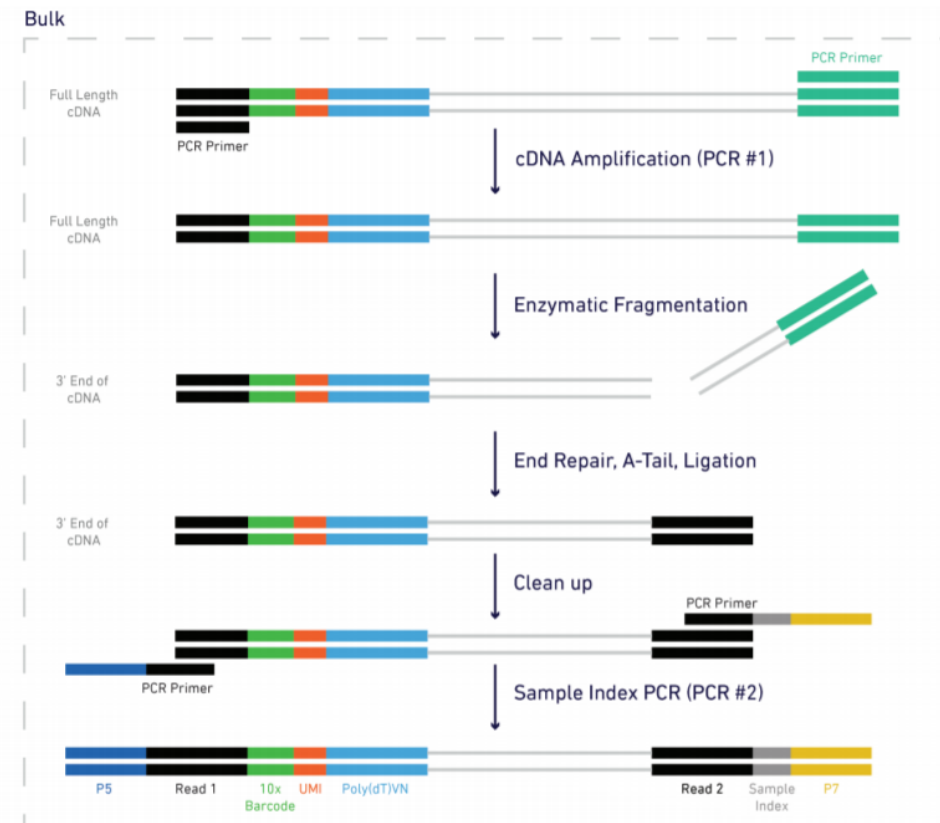 Bulk
PCR Primer
Full Length
cDNA
PCR Primer
cDNA Amplification (PCR #1)
Full Length
cDNA
Enzymatic Fragmentation
3' End of
cDNA
End Repair, A-Tail, Ligation
3' End of
cDNA
Clean up
PCR Primer
PCR Primer
Sample Index PCR (PCR #2)
P5
Read 1
10x
Barcode
UMI
Poly(dT)VN
Read 2
Sample
Index
P7